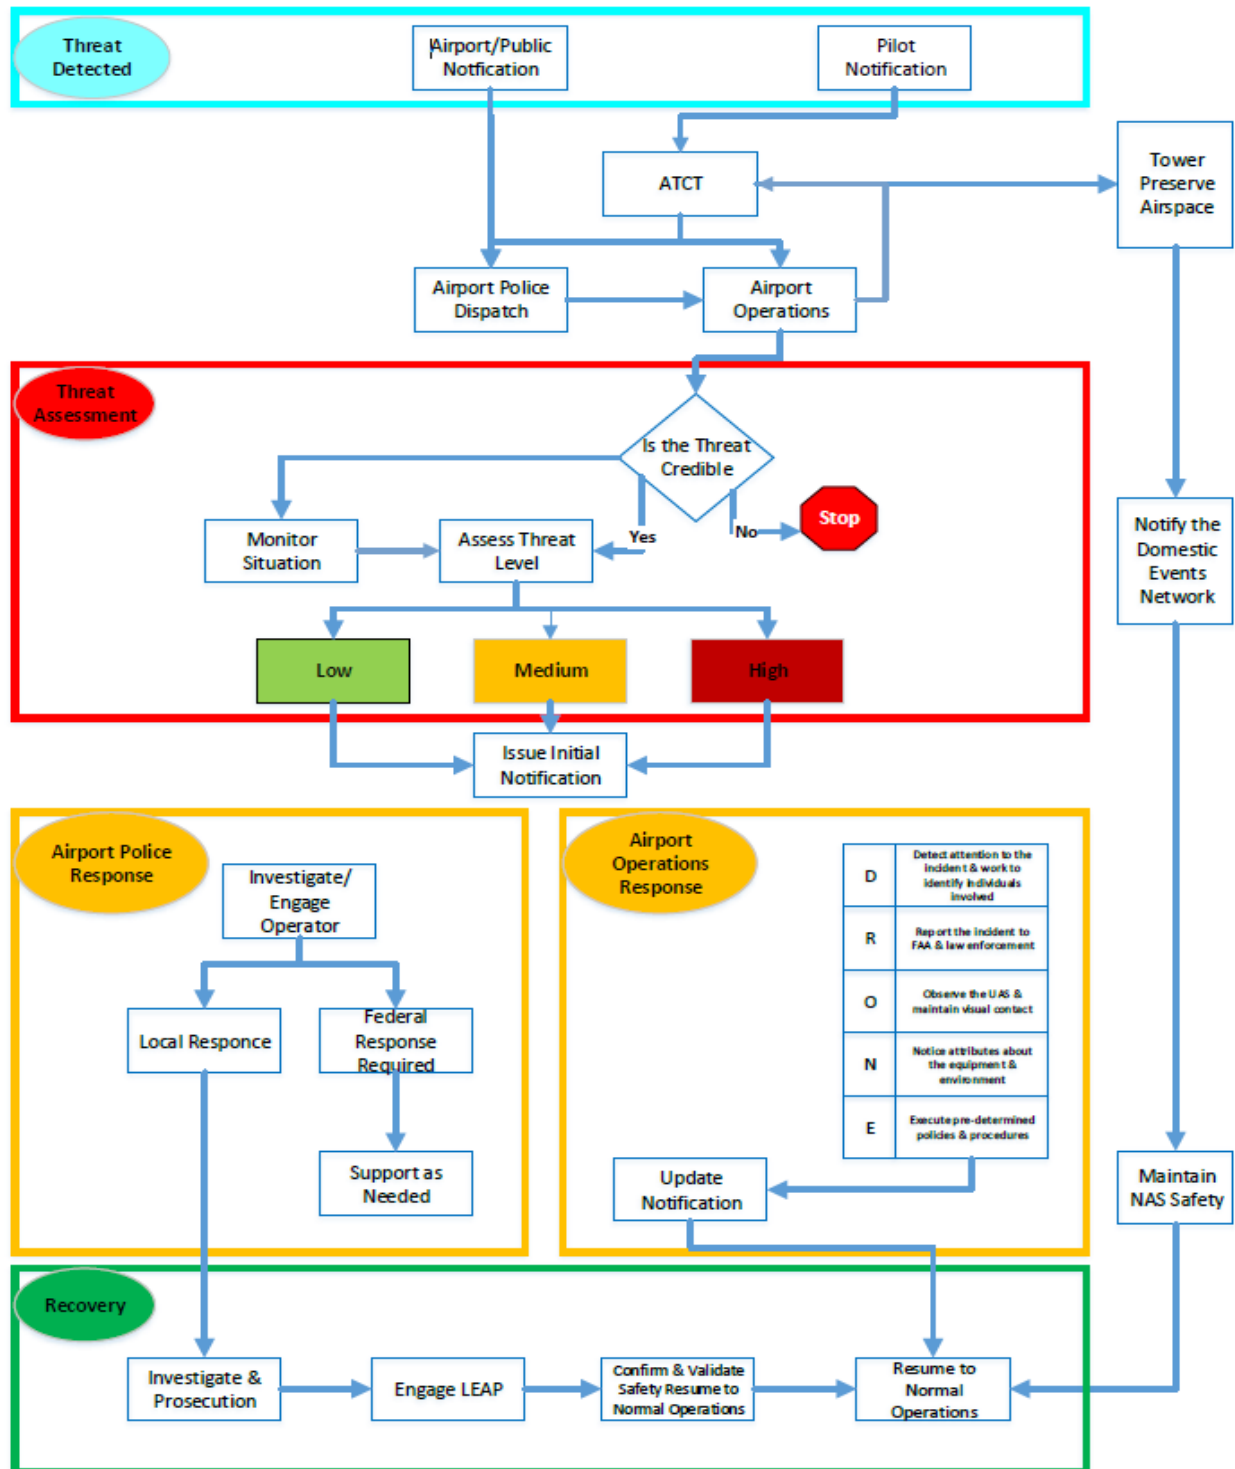 Threat
Detected
Airport/Public
Notfication
Pilot
Notification
ATCT
Tower
Preserve
Airspace
Airport Police
Dispatch
Airport
Operations
Threat
Assessment
Is the Threat
Credible
Stop
Yes
No
Monitor
Situation
Assess Threat
Level
Notify the
Domestic
Events
Network
Low
Medium
High
Issue Initial
Notification
Airport Police
Response
Investigate/
Engage
Operator
Local Responce
Federal
Response
Required
Support as
Needed
Airport
Operations
Response
D
Detect attention to the
incident & work to
identify individuals
involved
R
Report the incident to
FAA & law enforcement
O
Observe the UAS &
maintain visual contact
N
Notice attributes about
the equipment &
environment
E
Execute pre-determined
policies & procedures
Update
Notification
Maintain
NAS Safety
Recovery
Investigate &
Prosecution
Engage LEAP
Confirm & Validate
Safety Resume to
Normal Operations
Resume to
Normal
Operations